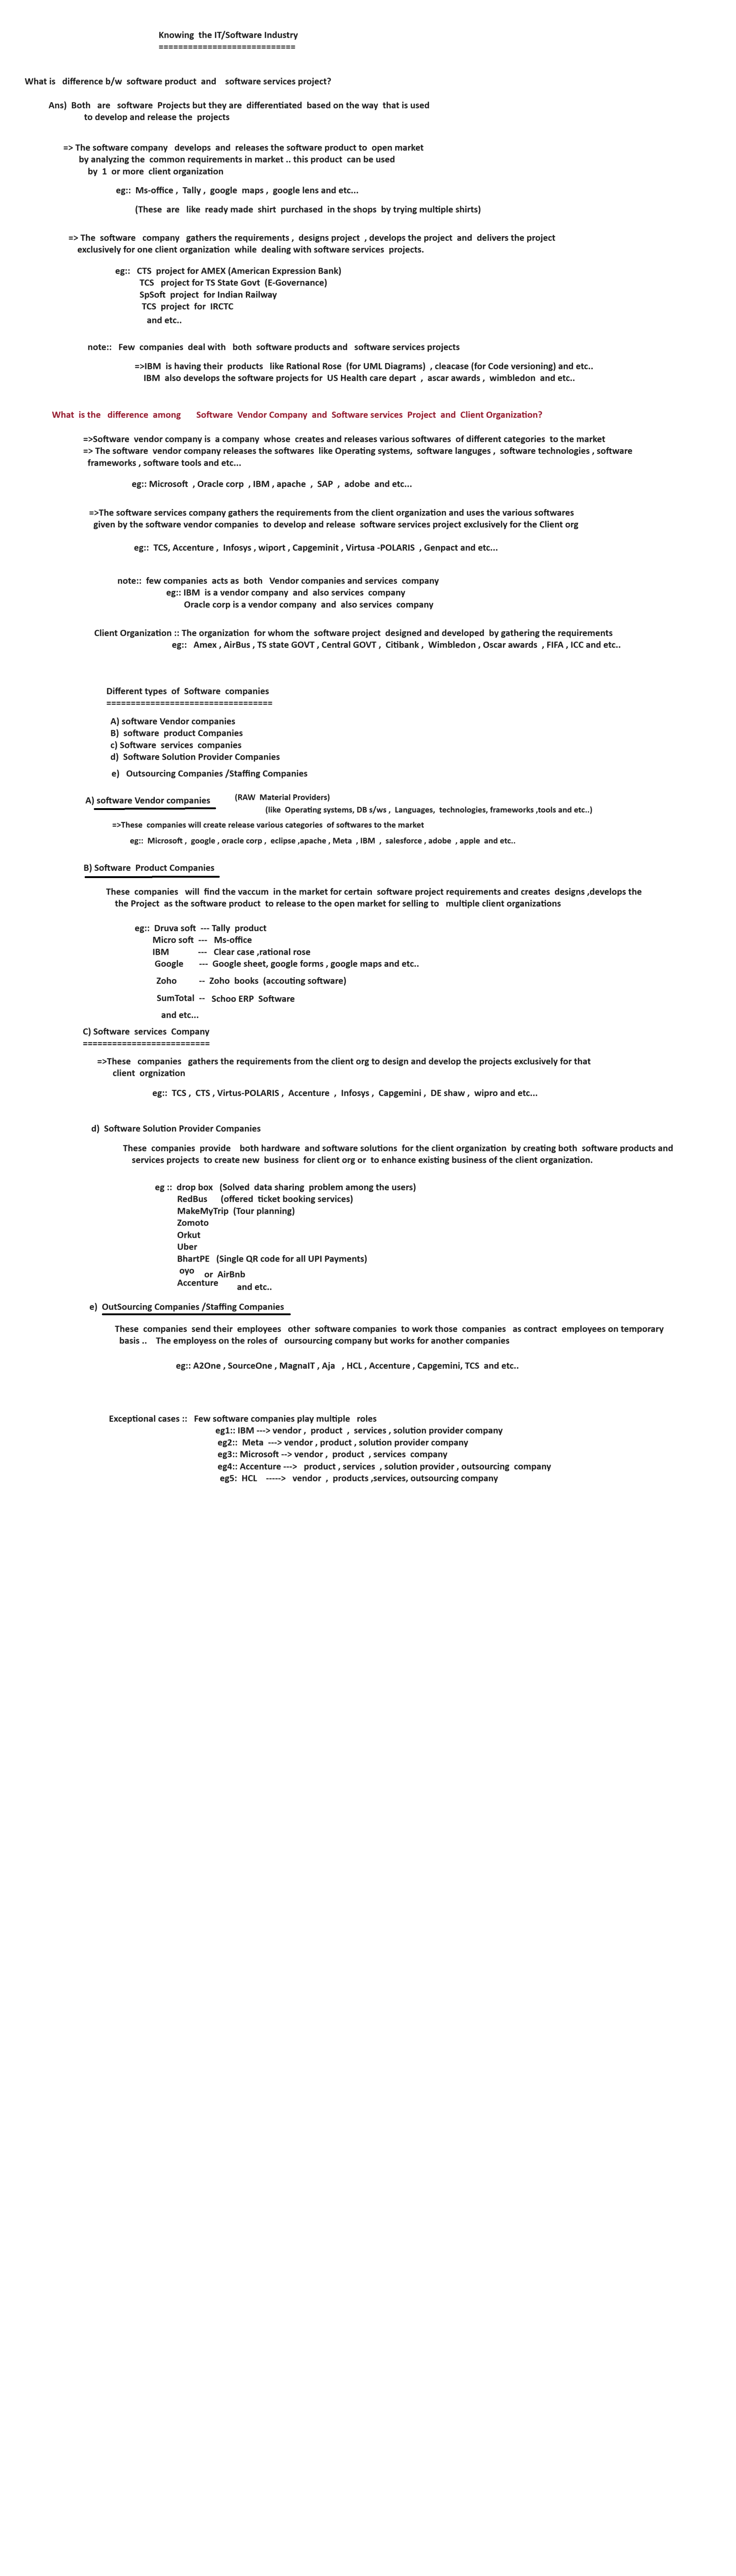 Knowing the IT/Software Industry
============================
What is difference b/w software product and software services project?
Ans) Both are software Projects but they are differentiated based on the way that is used
to develop and release the projects
=> The software company develops and releases the software product to open market
by analyzing the common requirements in market .. this product can be used
by 1 or more client organization
eg:: Ms-office , Tally , google maps , google lens and etc...
(These are like ready made shirt purchased in the shops by trying multiple shirts)
=> The software company gathers the requirements , designs project , develops the project and delivers the project
exclusively for one client organization while dealing with software services projects.
eg:: CTS project for AMEX (American Expression Bank)
TCS project for TS State Govt (E-Governance)
SpSoft project for Indian Railway
TCS project for IRCTC
and etc..
note:: Few companies deal with both software products and software services projects
=>IBM is having their products like Rational Rose (for UML Diagrams) , cleacase (for Code versioning) and etc..
IBM also develops the software projects for US Health care depart , ascar awards , wimbledon and etc..
What is the difference among Software Vendor Company and Software services Project and Client Organization?
=>Software vendor company is a company whose creates and releases various softwares of different categories to the market
=> The software vendor company releases the softwares like Operating systems, software languges , software technologies , software
frameworks , software tools and etc...
eg:: Microsoft , Oracle corp , IBM , apache , SAP , adobe and etc...
=>The software services company gathers the requirements from the client organization and uses the various softwares
given by the software vendor companies to develop and release software services project exclusively for the Client org
eg:: TCS, Accenture , Infosys , wiport , Capgeminit , Virtusa -POLARIS , Genpact and etc...
note:: few companies acts as both Vendor companies and services company
eg:: IBM is a vendor company and also services company
Oracle corp is a vendor company and also services company
Client Organization :: The organization for whom the software project designed and developed by gathering the requirements
eg:: Amex , AirBus , TS state GOVT , Central GOVT , Citibank , Wimbledon , Oscar awards , FIFA , ICC and etc..
Different types of Software companies
==================================
A) software Vendor companies
B) software product Companies
c) Software services companies
d) Software Solution Provider Companies
e) Outsourcing Companies /Staffing Companies
A) software Vendor companies (RAW Material Providers)
(like Operating systems, DB s/ws , Languages, technologies, frameworks ,tools and etc..)
=>These companies will create release various categories of softwares to the market
eg:: Microsoft , google , oracle corp , eclipse ,apache , Meta , IBM , salesforce , adobe , apple and etc..
B) Software Product Companies
These companies will find the vaccum in the market for certain software project requirements and creates designs ,develops the
the Project as the software product to release to the open market for selling to multiple client organizations
eg:: Druva soft --- Tally product
Micro soft --- Ms-office
IBM --- Clear case ,rational rose
Google --- Google sheet, google forms , google maps and etc..
Zoho -- Zoho books (accouting software)
SumTotal -- Schoo ERP Software
and etc...
C) Software services Company
==========================
=>These companies gathers the requirements from the client org to design and develop the projects exclusively for that
client orgnization
eg:: TCS , CTS , Virtus-POLARIS , Accenture , Infosys , Capgemini , DE shaw , wipro and etc...
d) Software Solution Provider Companies
These companies provide both hardware and software solutions for the client organization by creating both software products and
services projects to create new business for client org or to enhance existing business of the client organization.
eg :: drop box (Solved data sharing problem among the users)
RedBus (offered ticket booking services)
MakeMyTrip (Tour planning)
Zomoto
Orkut
Uber
BhartPE (Single QR code for all UPI Payments)
oyo or AirBnb
Accenture and etc..
e) OutSourcing Companies /Staffing Companies
These companies send their employees other software companies to work those companies as contract employees on temporary
basis .. The employess on the roles of oursourcing company but works for another companies
eg:: A2One , SourceOne , MagnaIT , Aja , HCL , Accenture , Capgemini, TCS and etc..
Exceptional cases :: Few software companies play multiple roles
eg1:: IBM ---> vendor , product , services , solution provider company
eg2:: Meta ---> vendor , product , solution provider company
eg3:: Microsoft --> vendor , product , services company
eg4:: Accenture ---> product , services , solution provider , outsourcing company
eg5: HCL -----> vendor , products ,services, outsourcing company